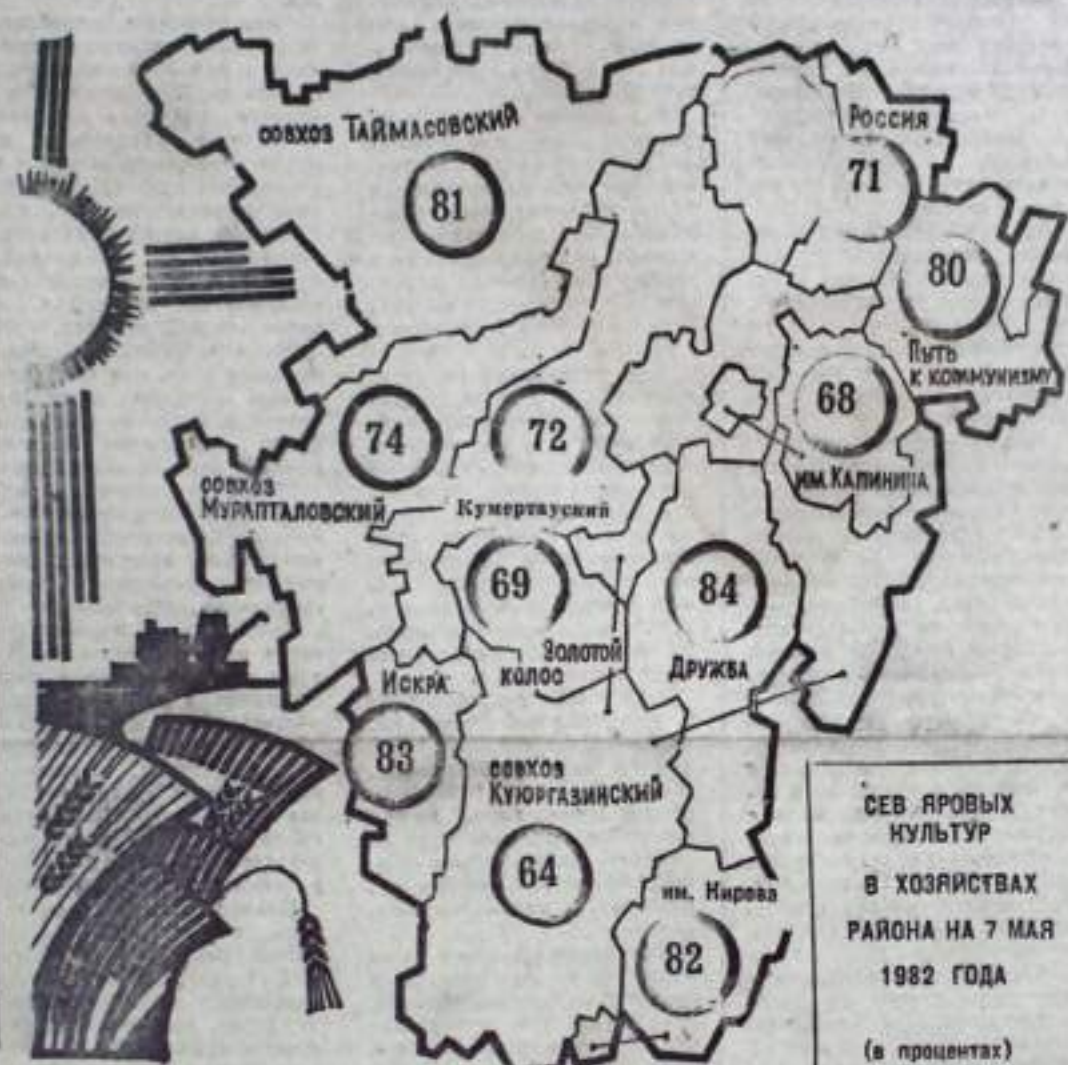 совхоз ТАЙМАСОВСКИЙ
81
РОССИЯ
71
80
ПУТЬ
К КОММУНИЗМУ
68
ИМ. КАЛИНИНА
74
совхоз
МУРАПТАЛОВСКИЙ
72
Кумертауский
69
ЗОЛОТОЙ
КОЛОС
84
ДРУЖБА
ИСКРА
83
совхоз
КУЮРГАЗИНСКИЙ
64
им. Кирова
82
СЕВ ЯРОВЫХ
КУЛЬТУР
В ХОЗЯЙСТВАХ
РАЙОНА НА 7 МАЯ
1982 ГОДА
(в процентах)